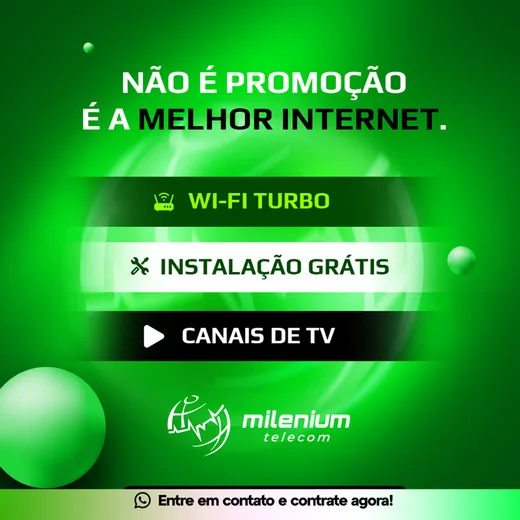 NÃO É PROMOÇÃO
É A MELHOR INTERNET.
WI-FI TURBO
INSTALAÇÃO GRÁTIS
CANAIS DE TV
milenium
telecom
Entre em contato e contrate agora!